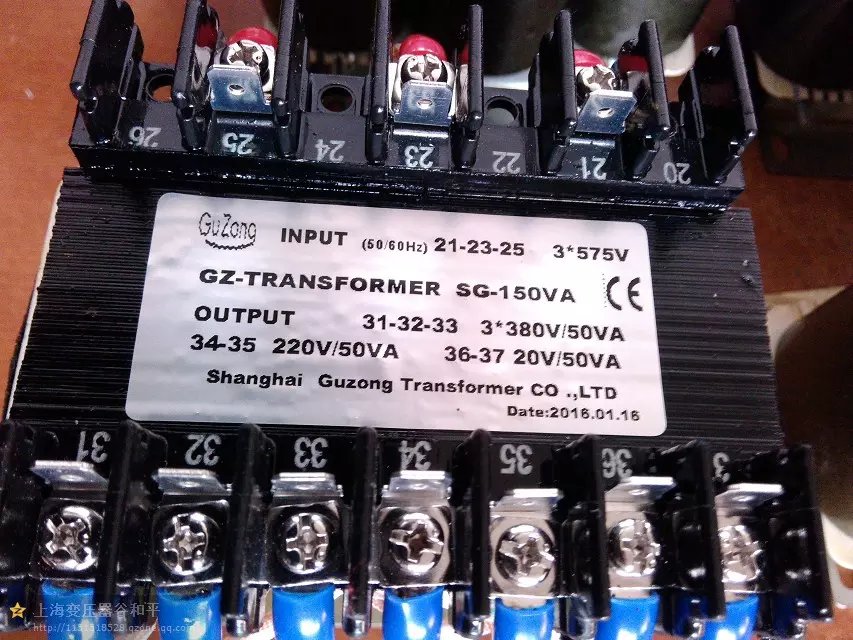 26 25 24 23 22 21 20
GuZong INPUT (50/60Hz) 21-23-25 3*575V
GZ-TRANSFORMER SG-150VA CE
OUTPUT 31-32-33 3*380V/50VA
34-35 220V/50VA 36-37 20V/50VA
Shanghai Guzong Transformer CO .,LTD
Date:2016.01.16
31 32 33 34 35 36 3
上海变压器谷和平